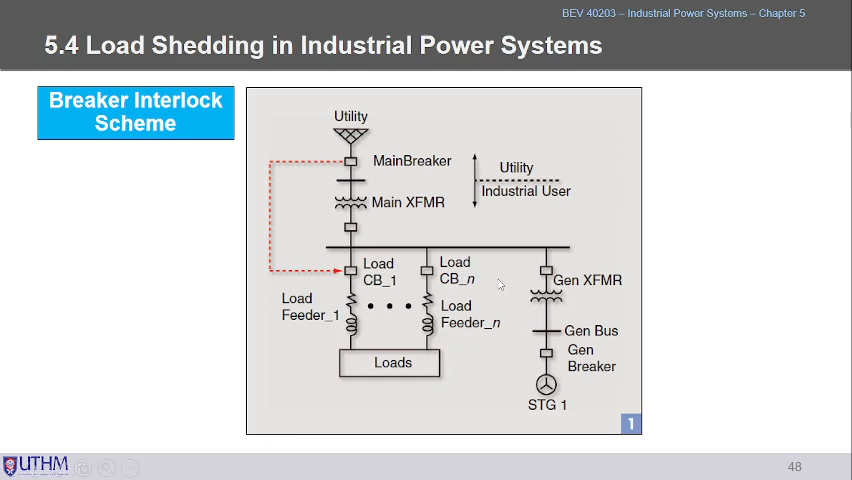 BEV 40203 – Industrial Power Systems – Chapter 5
5.4 Load Shedding in Industrial Power Systems
Breaker Interlock
Scheme
Utility
MainBreaker
Utility
Industrial User
Main XFMR
Load
CB_1
Load
CB_n
Gen XFMR
Load
Feeder_1
Load
Feeder_n
Gen Bus
Gen
Breaker
Loads
STG 1
1
UTHM
48